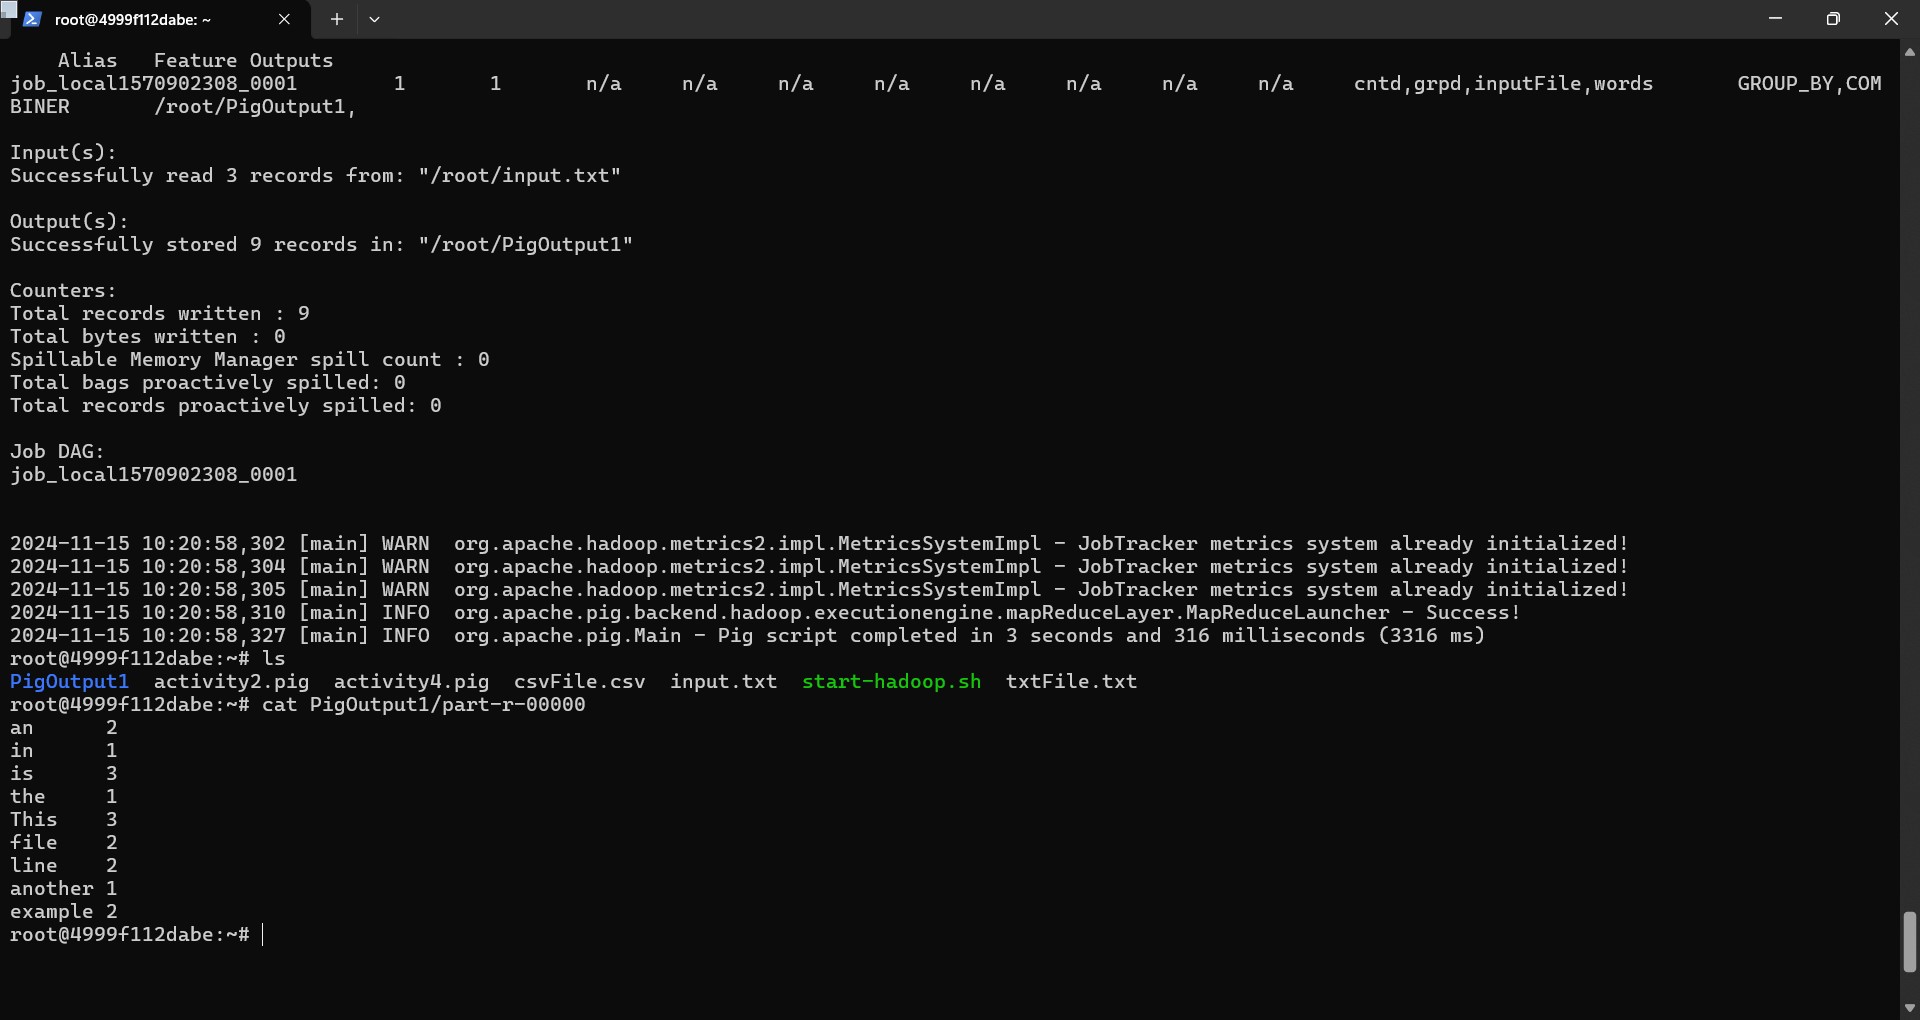 root@4999f112dabe: ~
    Alias   Feature Outputs
job_local1570902308_0001        1       1       n/a     n/a     n/a     n/a     n/a     n/a     n/a     n/a     cntd,grpd,inputFile,words       GROUP_BY,COM
BINER       /root/PigOutput1,
Input(s):
Successfully read 3 records from: "/root/input.txt"
Output(s):
Successfully stored 9 records in: "/root/PigOutput1"
Counters:
Total records written : 9
Total bytes written : 0
Spillable Memory Manager spill count : 0
Total bags proactively spilled: 0
Total records proactively spilled: 0
Job DAG:
job_local1570902308_0001
2024-11-15 10:20:58,302 [main] WARN  org.apache.hadoop.metrics2.impl.MetricsSystemImpl - JobTracker metrics system already initialized!
2024-11-15 10:20:58,304 [main] WARN  org.apache.hadoop.metrics2.impl.MetricsSystemImpl - JobTracker metrics system already initialized!
2024-11-15 10:20:58,305 [main] WARN  org.apache.hadoop.metrics2.impl.MetricsSystemImpl - JobTracker metrics system already initialized!
2024-11-15 10:20:58,310 [main] INFO  org.apache.pig.backend.hadoop.executionengine.mapReduceLayer.MapReduceLauncher - Success!
2024-11-15 10:20:58,327 [main] INFO  org.apache.pig.Main - Pig script completed in 3 seconds and 316 milliseconds (3316 ms)
root@4999f112dabe:~# ls
PigOutput1  activity2.pig  activity4.pig  csvFile.csv  input.txt  start-hadoop.sh  txtFile.txt
root@4999f112dabe:~# cat PigOutput1/part-r-00000
an      2
in      1
is      3
the     1
This    3
file    2
line    2
another 1
example 2
root@4999f112dabe:~#